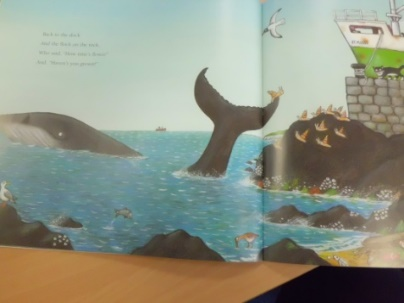 Back to the dock
and the flock on the rock,
Who said, "How time's flown!"
And, "Haven't you grown!"